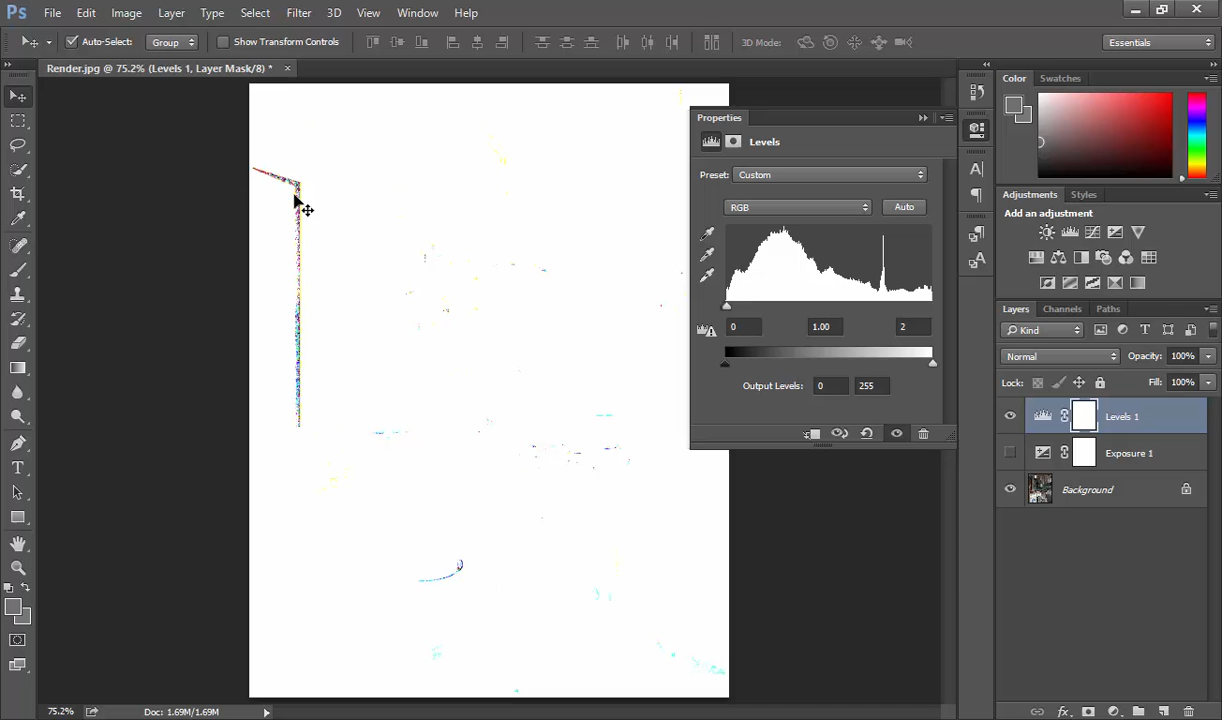 Ps File Edit Image Layer Type Select Filter 3D View Window Help
Auto-Select: Group Show Transform Controls 3D Mode: Essentials
Render.jpg @ 75.2% (Levels 1, Layer Mask/8) * ×
Properties
Levels
Preset: Custom
RGB Auto
0 1.00 2
Output Levels: 0 255
Color Swatches
Adjustments Styles
Add an adjustment
Layers Channels Paths
Kind
Normal Opacity: 100%
Lock: Fill: 100%
Levels 1
Exposure 1
Background
75.2% Doc: 1.69M/1.69M